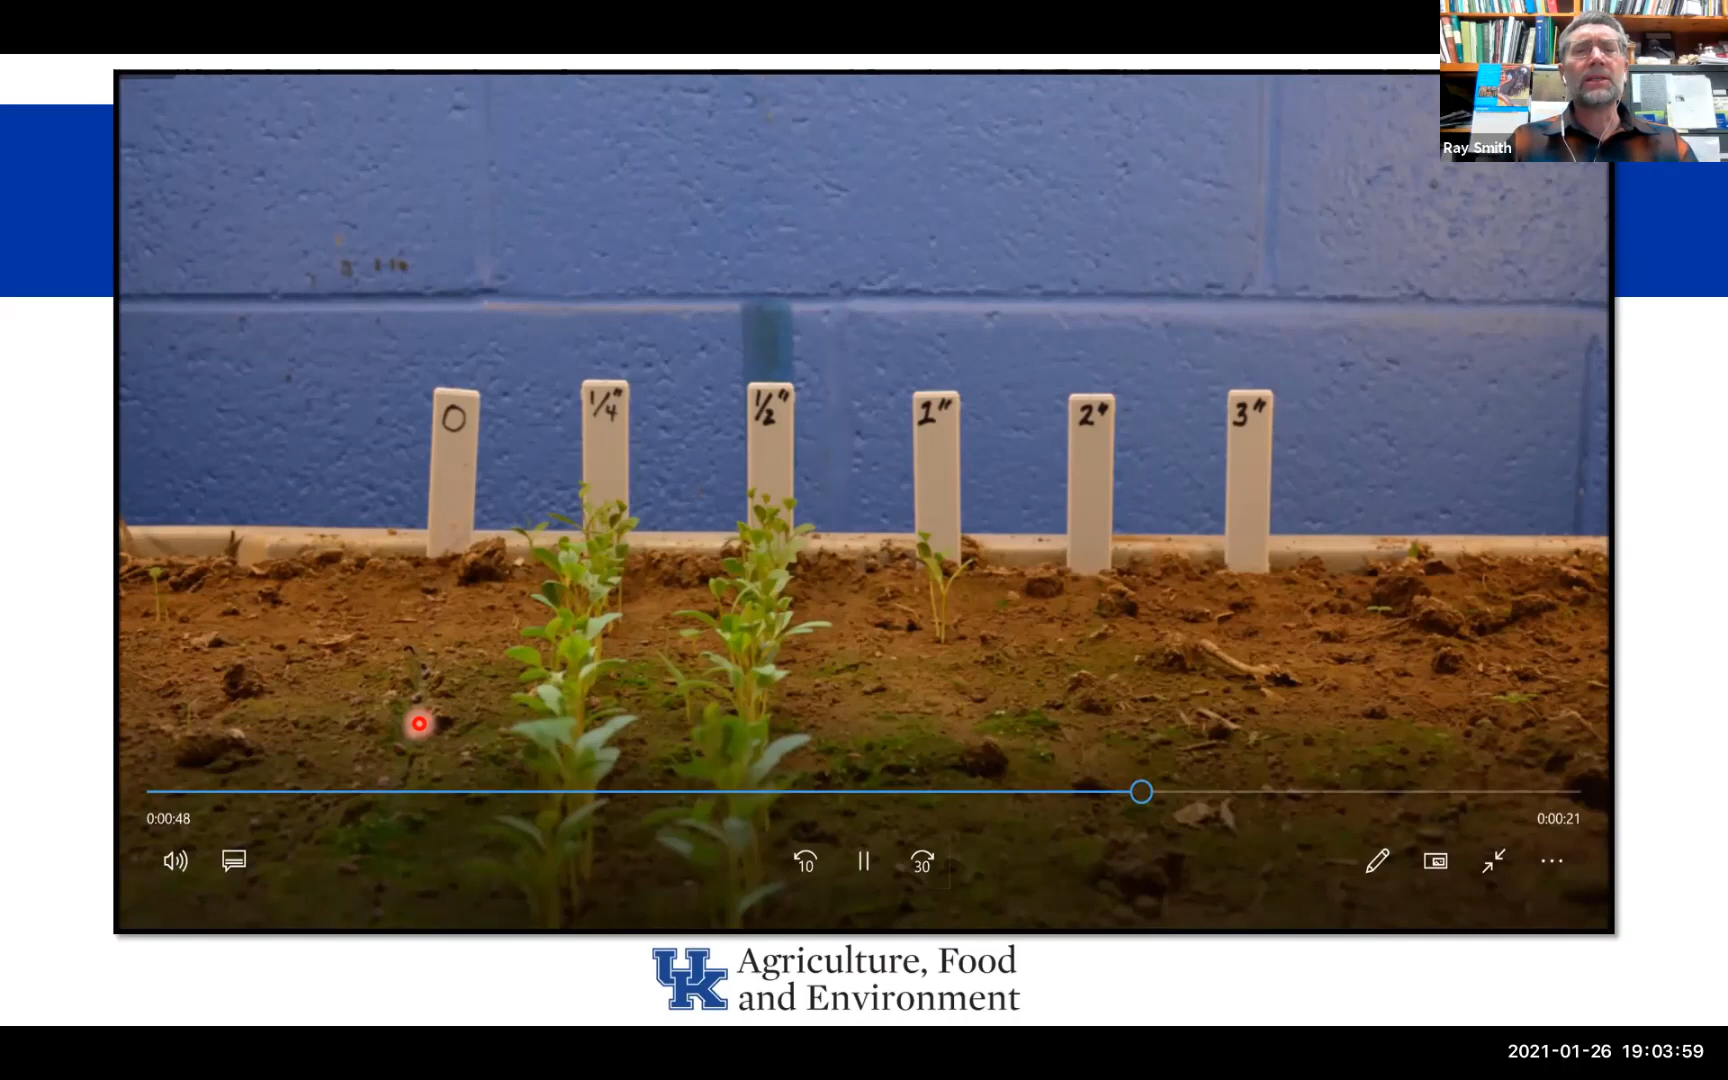 Ray Smith
0
1/4"
1/2"
1"
2"
3"
0:00:48
0:00:21
10
30
UK
Agriculture, Food
and Environment
2021-01-26 19:03:59